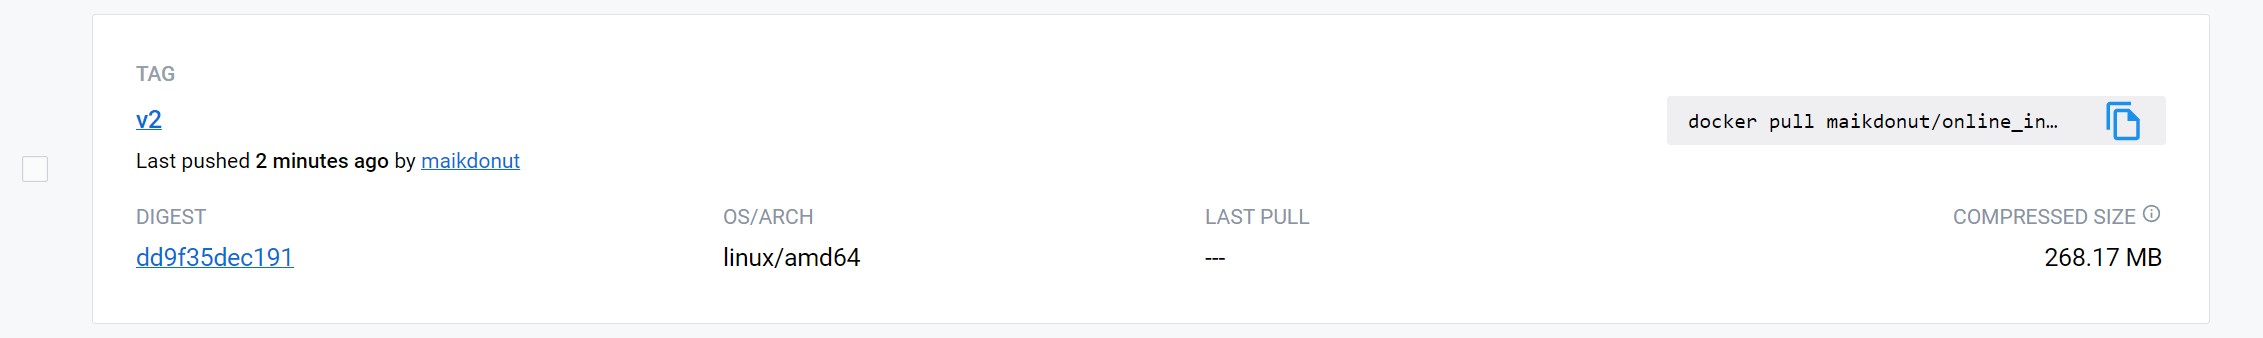 TAG
v2
docker pull maikdonut/online_in…
Last pushed 2 minutes ago by maikdonut
DIGEST OS/ARCH LAST PULL COMPRESSED SIZE
dd9f35dec191 linux/amd64 --- 268.17 MB